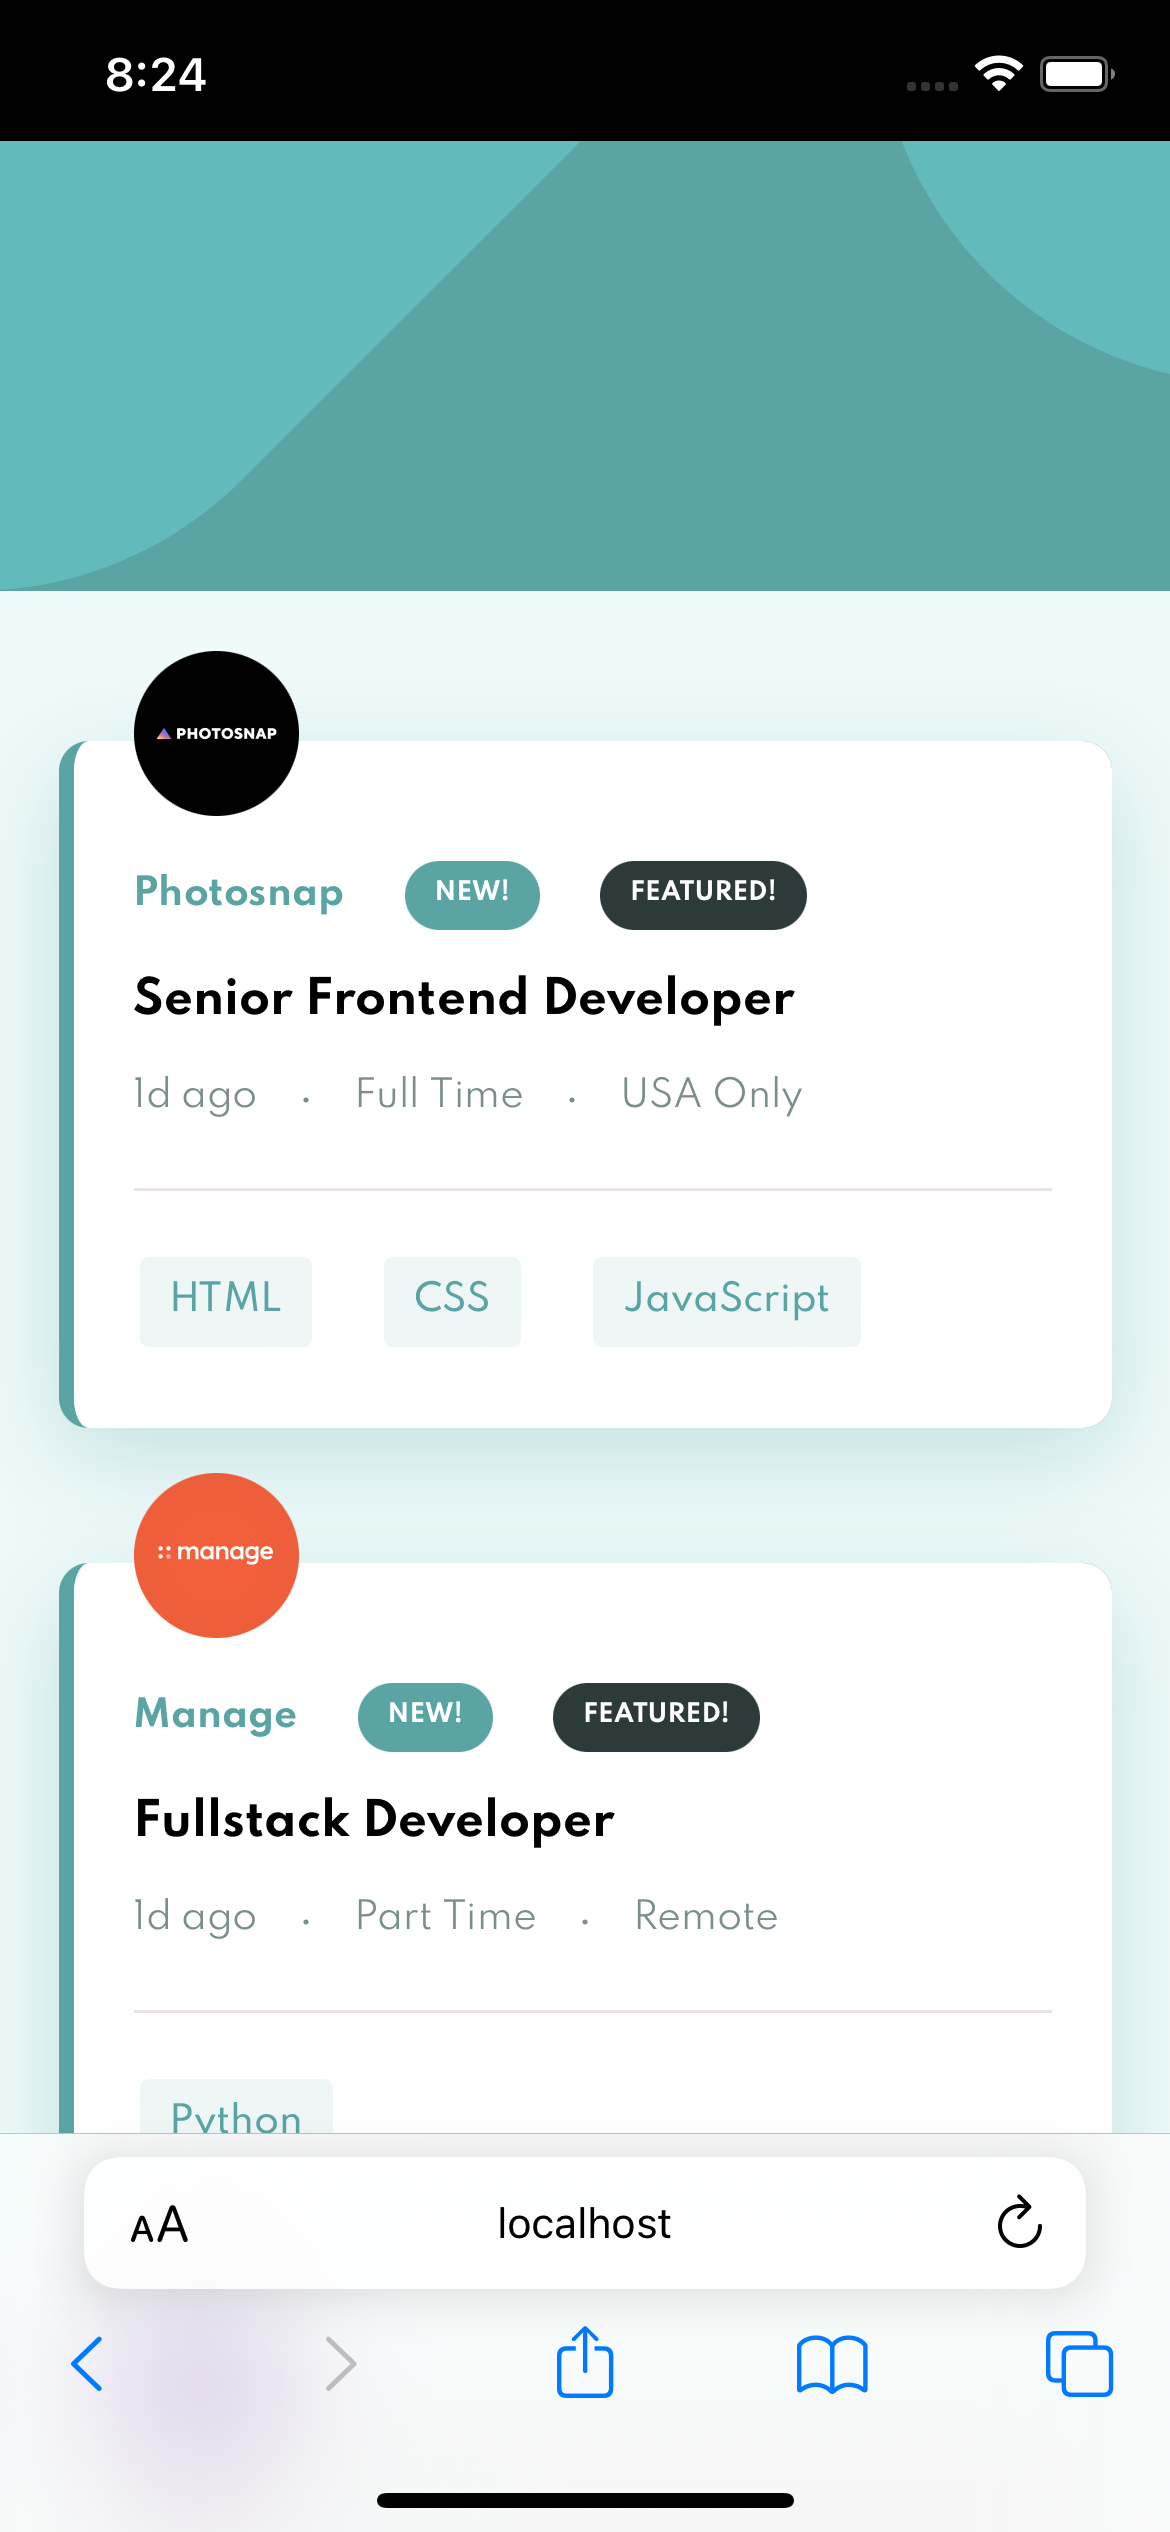 8:24
PHOTOSNAP
Photosnap NEW! FEATURED!
Senior Frontend Developer
1d ago · Full Time · USA Only
HTML CSS JavaScript
manage
Manage NEW! FEATURED!
Fullstack Developer
1d ago · Part Time · Remote
Python
AA localhost